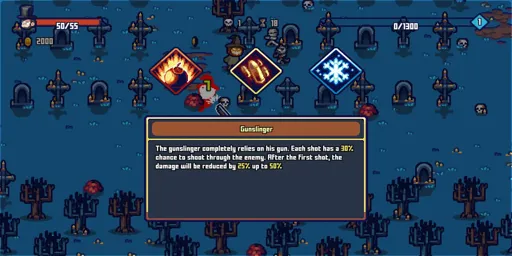 50/55
1
18
0/1300
1
2000
Gunslinger
The gunslinger completely relies on his gun. Each shot has a 30%
chance to shoot through the enemy. After the first shot, the
damage will be reduced by 25% up to 50%.